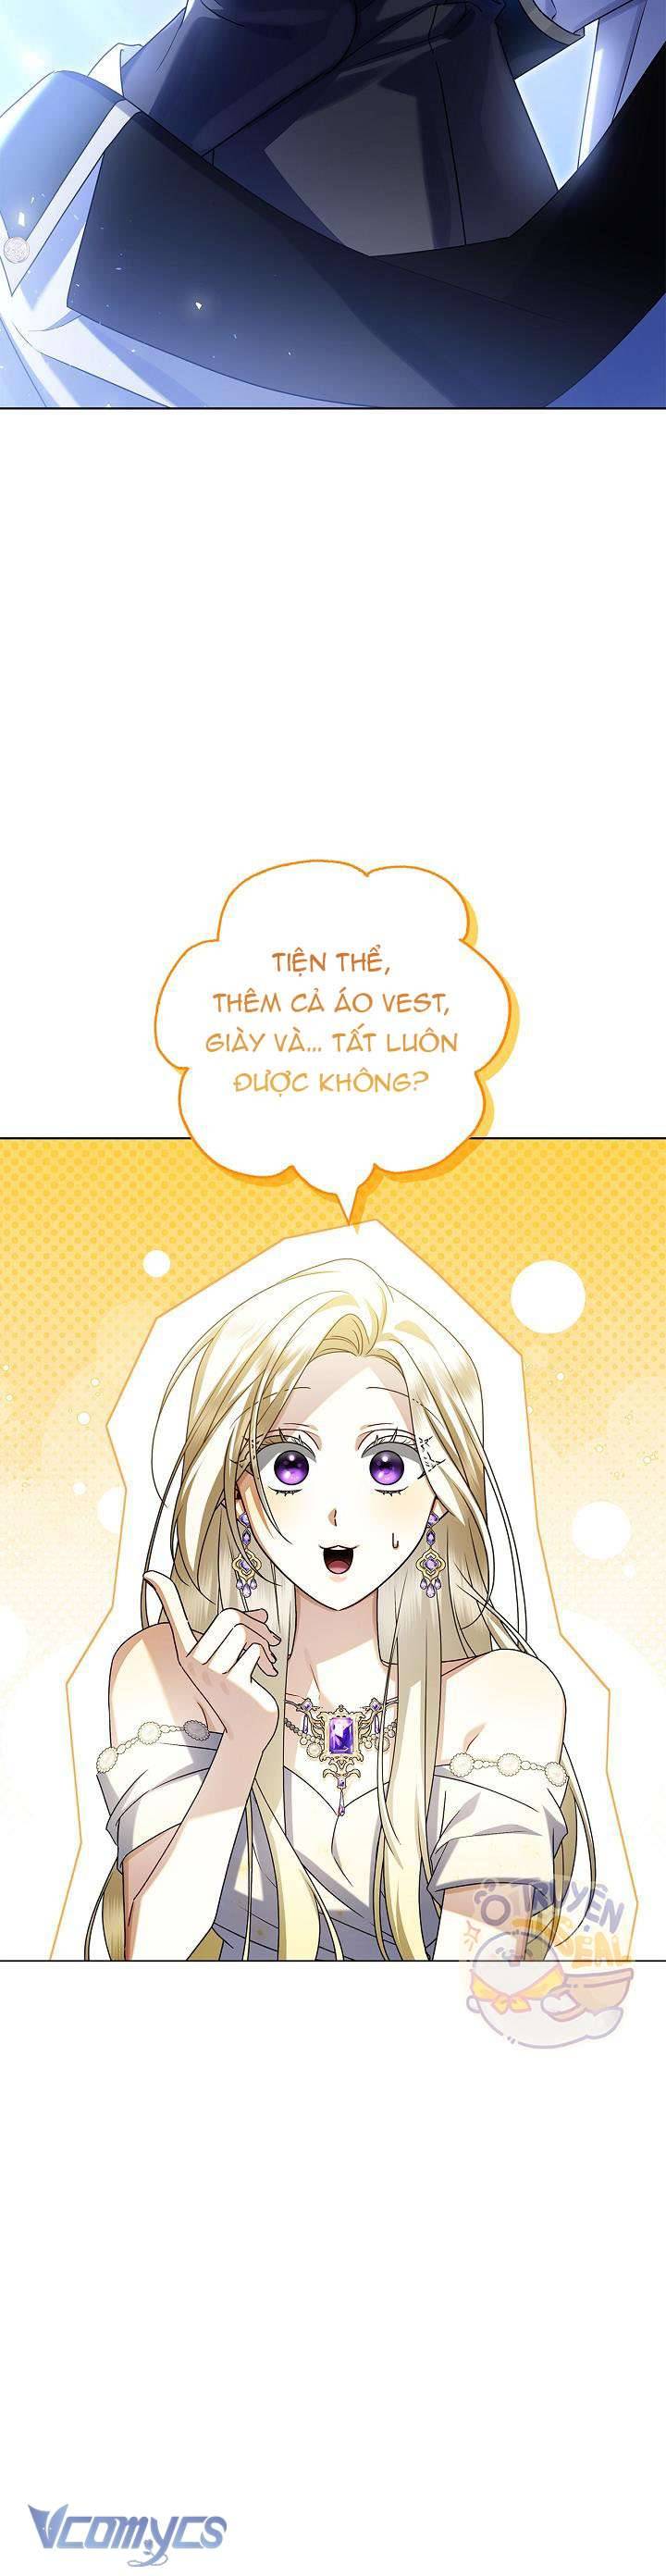 TIỆN THỂ,
THÊM CẢ ÁO VEST,
GIÀY VÀ... TẤT LUÔN
ĐƯỢC KHÔNG?
TRUYỆN
VCOMYCS